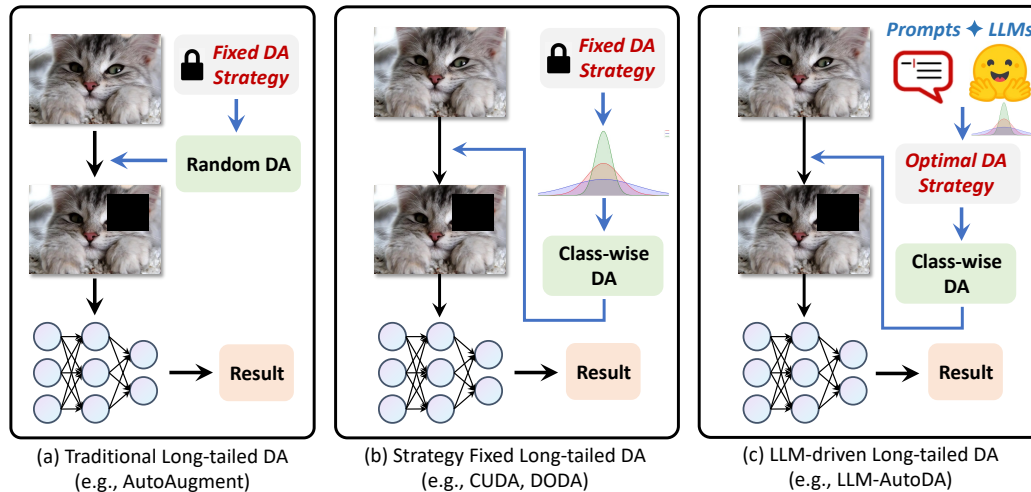 Fixed DA
Strategy
Random DA
Result
(a) Traditional Long-tailed DA
(e.g., AutoAugment)
Fixed DA
Strategy
Class-wise
DA
Result
(b) Strategy Fixed Long-tailed DA
(e.g., CUDA, DODA)
Prompts ✦ LLMs
Optimal DA
Strategy
Class-wise
DA
Result
(c) LLM-driven Long-tailed DA
(e.g., LLM-AutoDA)